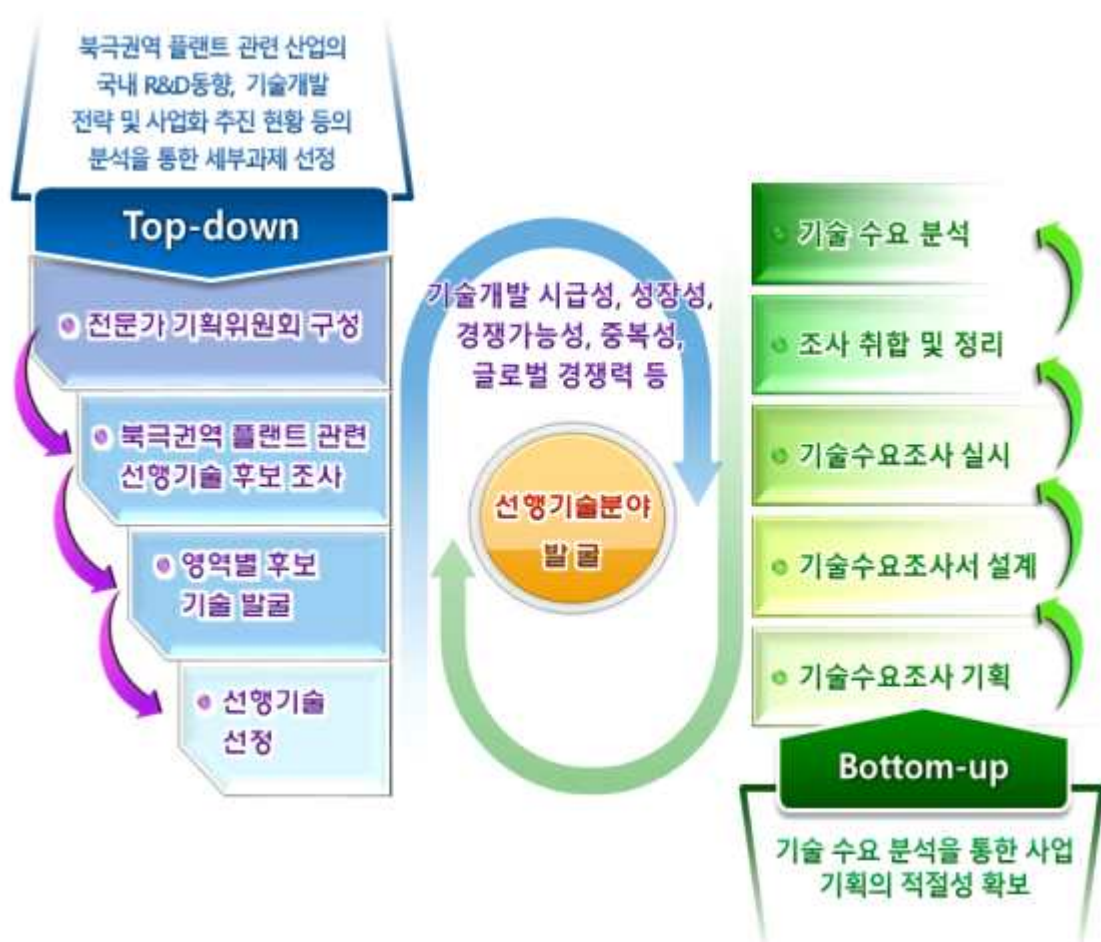 북극권역 플랜트 관련 산업의
국내 R&D동향, 기술개발
전략 및 사업화 추진 현황 등의
분석을 통한 세부과제 선정
Top-down
전문가 기획위원회 구성
북극권역 플랜트 관련
선행기술 후보 조사
영역별 후보
기술 발굴
선행기술
선정
기술개발 시급성, 성장성,
경쟁가능성, 중복성,
글로벌 경쟁력 등
선행기술분야
발 굴
기술 수요 분석
조사 취합 및 정리
기술수요조사 실시
기술수요조사서 설계
기술수요조사 기획
Bottom-up
기술 수요 분석을 통한 사업
기획의 적절성 확보